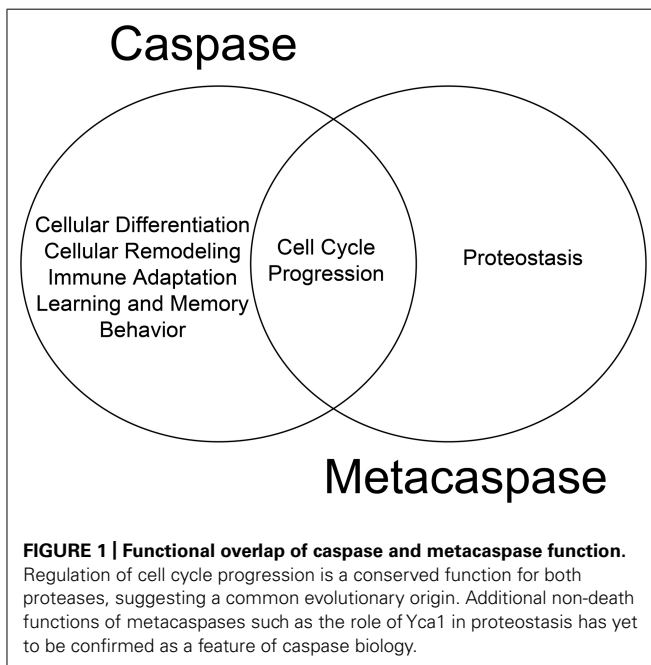 Caspase
Cellular Differentiation
Cellular Remodeling
Immune Adaptation
Learning and Memory
Behavior
Cell Cycle
Progression
Proteostasis
Metacaspase
FIGURE 1 | Functional overlap of caspase and metacaspase function.
Regulation of cell cycle progression is a conserved function for both
proteases, suggesting a common evolutionary origin. Additional non-death
functions of metacaspases such as the role of Yca1 in proteostasis has yet
to be confirmed as a feature of caspase biology.